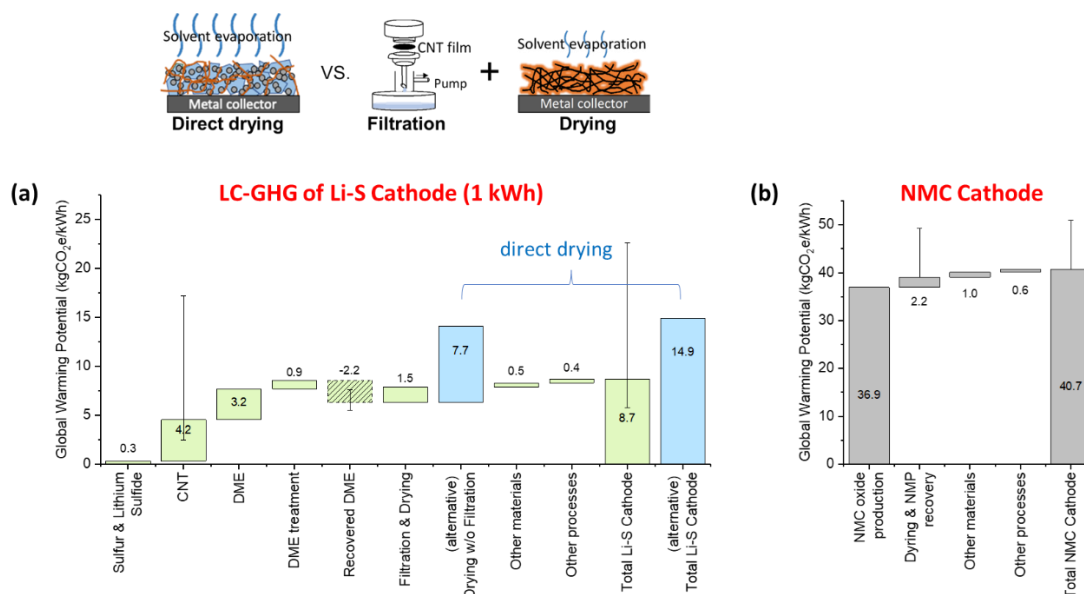 Solvent evaporation
Metal collector
Direct drying
VS.
CNT film
Pump
Filtration
+
Solvent evaporation
Metal collector
Drying
(a)
LC-GHG of Li-S Cathode (1 kWh)
Global Warming Potential (kgCO2e/kWh)
25
20
15
10
5
0
direct drying
0.3
4.2
3.2
0.9
-2.2
1.5
7.7
0.5
0.4
8.7
14.9
Sulfur & Lithium
Sulfide
CNT
DME
DME treatment
Recovered DME
Filtration & Drying
(alternative)
Drying w/o Filtration
Other materials
Other processes
Total Li-S Cathode
(alternative)
Total Li-S Cathode
(b)
NMC Cathode
Global Warming Potential (kgCO2e/kWh)
50
40
30
20
10
0
36.9
2.2
1.0
0.6
40.7
NMC oxide
production
Dyring & NMP
recovery
Other materials
Other processes
Total NMC Cathode